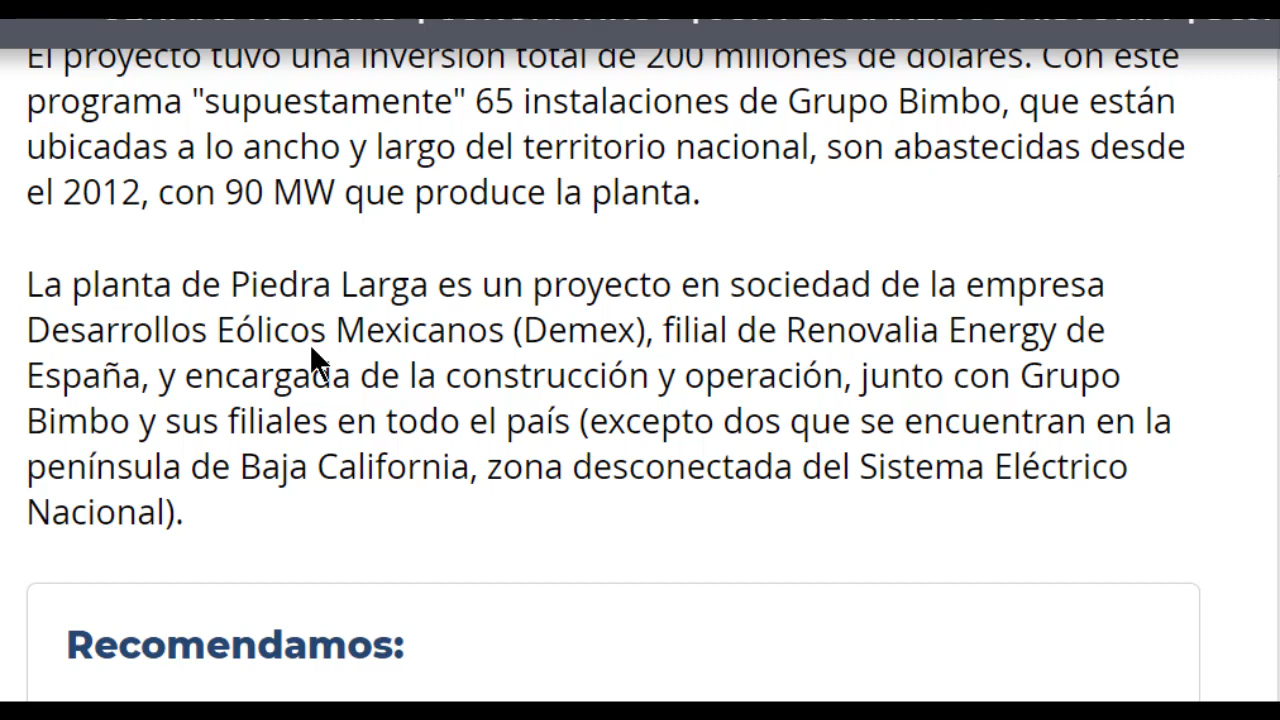 El proyecto tuvo una inversión total de 200 millones de dólares. Con este
programa "supuestamente" 65 instalaciones de Grupo Bimbo, que están
ubicadas a lo ancho y largo del territorio nacional, son abastecidas desde
el 2012, con 90 MW que produce la planta.
La planta de Piedra Larga es un proyecto en sociedad de la empresa
Desarrollos Eólicos Mexicanos (Demex), filial de Renovalia Energy de
España, y encargada de la construcción y operación, junto con Grupo
Bimbo y sus filiales en todo el país (excepto dos que se encuentran en la
península de Baja California, zona desconectada del Sistema Eléctrico
Nacional).
Recomendamos: